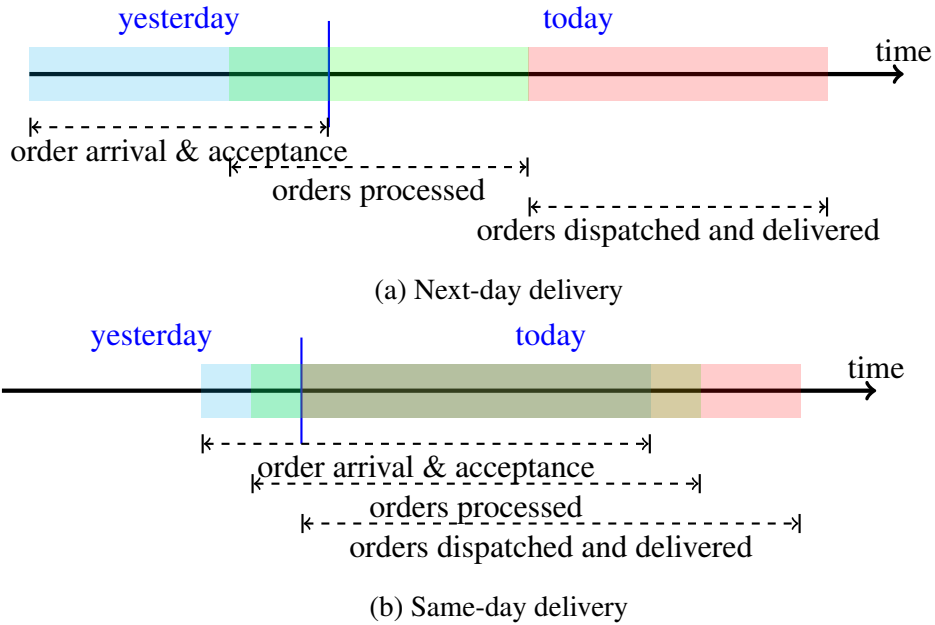 yesterday today
time
order arrival & acceptance
orders processed
orders dispatched and delivered
(a) Next-day delivery
yesterday today
time
order arrival & acceptance
orders processed
orders dispatched and delivered
(b) Same-day delivery